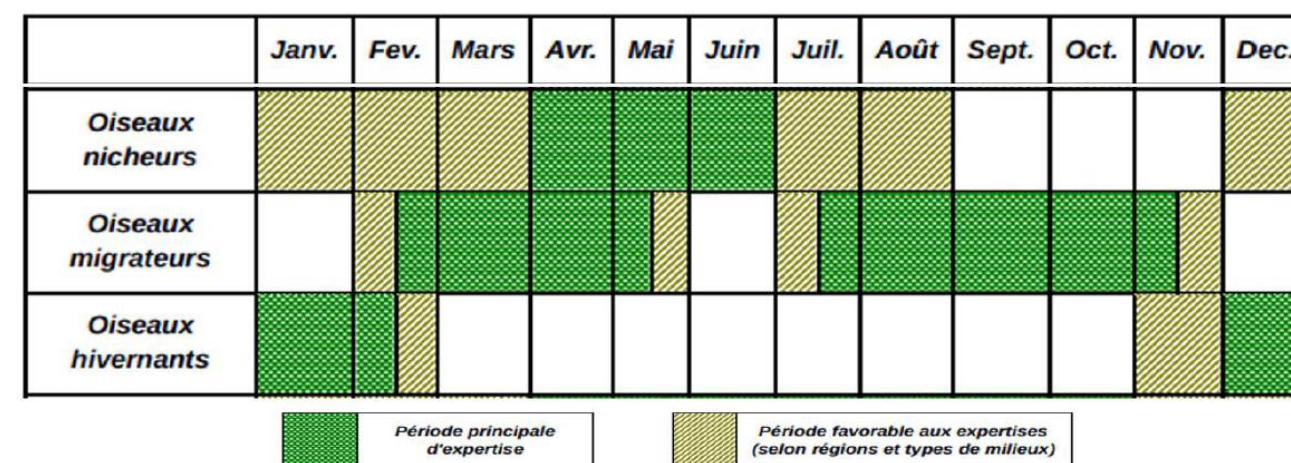 Janv. Fev. Mars Avr. Mai Juin Juil. Août Sept. Oct. Nov. Dec.
Oiseaux
nicheurs
Oiseaux
migrateurs
Oiseaux
hivernants
Période principale
d'expertise
Période favorable aux expertises
(selon régions et types de milieux)